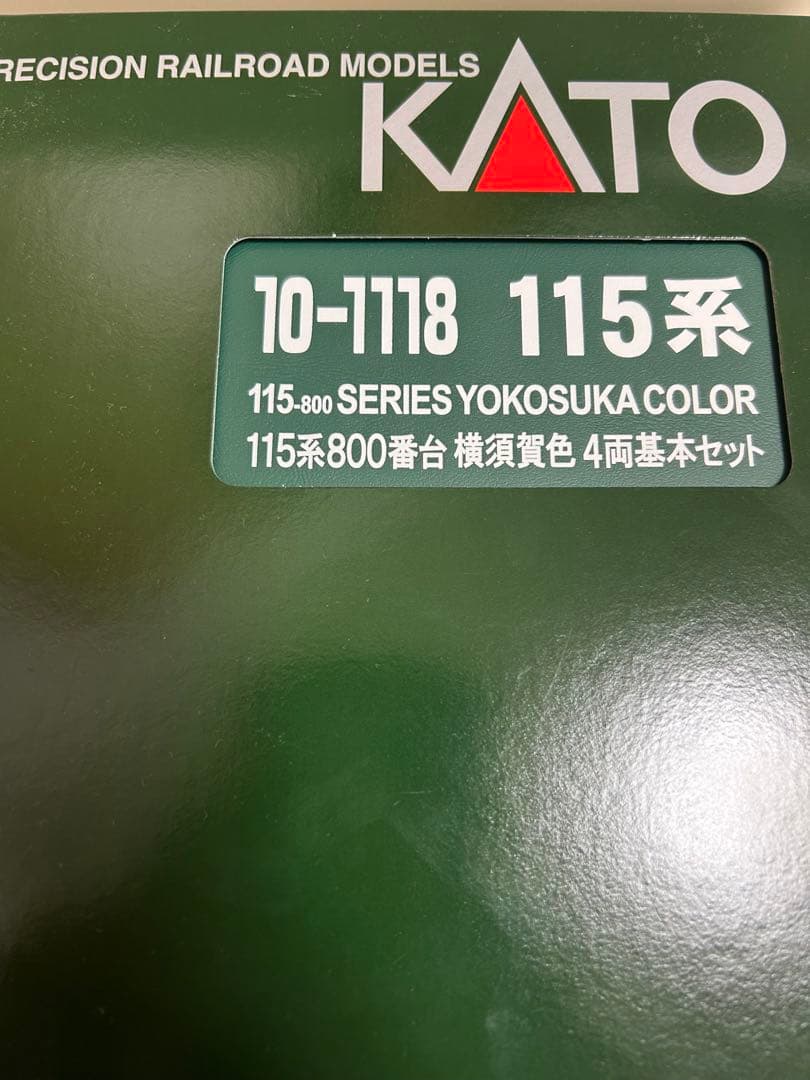 RECISION RAILROAD MODELS
KATO
10-1118 115系
115-800 SERIES YOKOSUKA COLOR
115系800番台 横須賀色 4両基本セット